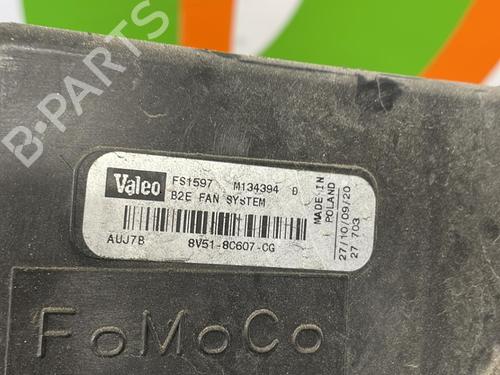 B-PARTS
Valeo
FS1597 M134394 D
B2E FAN SYSTEM
AUJ7B
8V51-8C607-CG
MADE IN
POLAND
27/10/09/20
27 703
FoMoCo